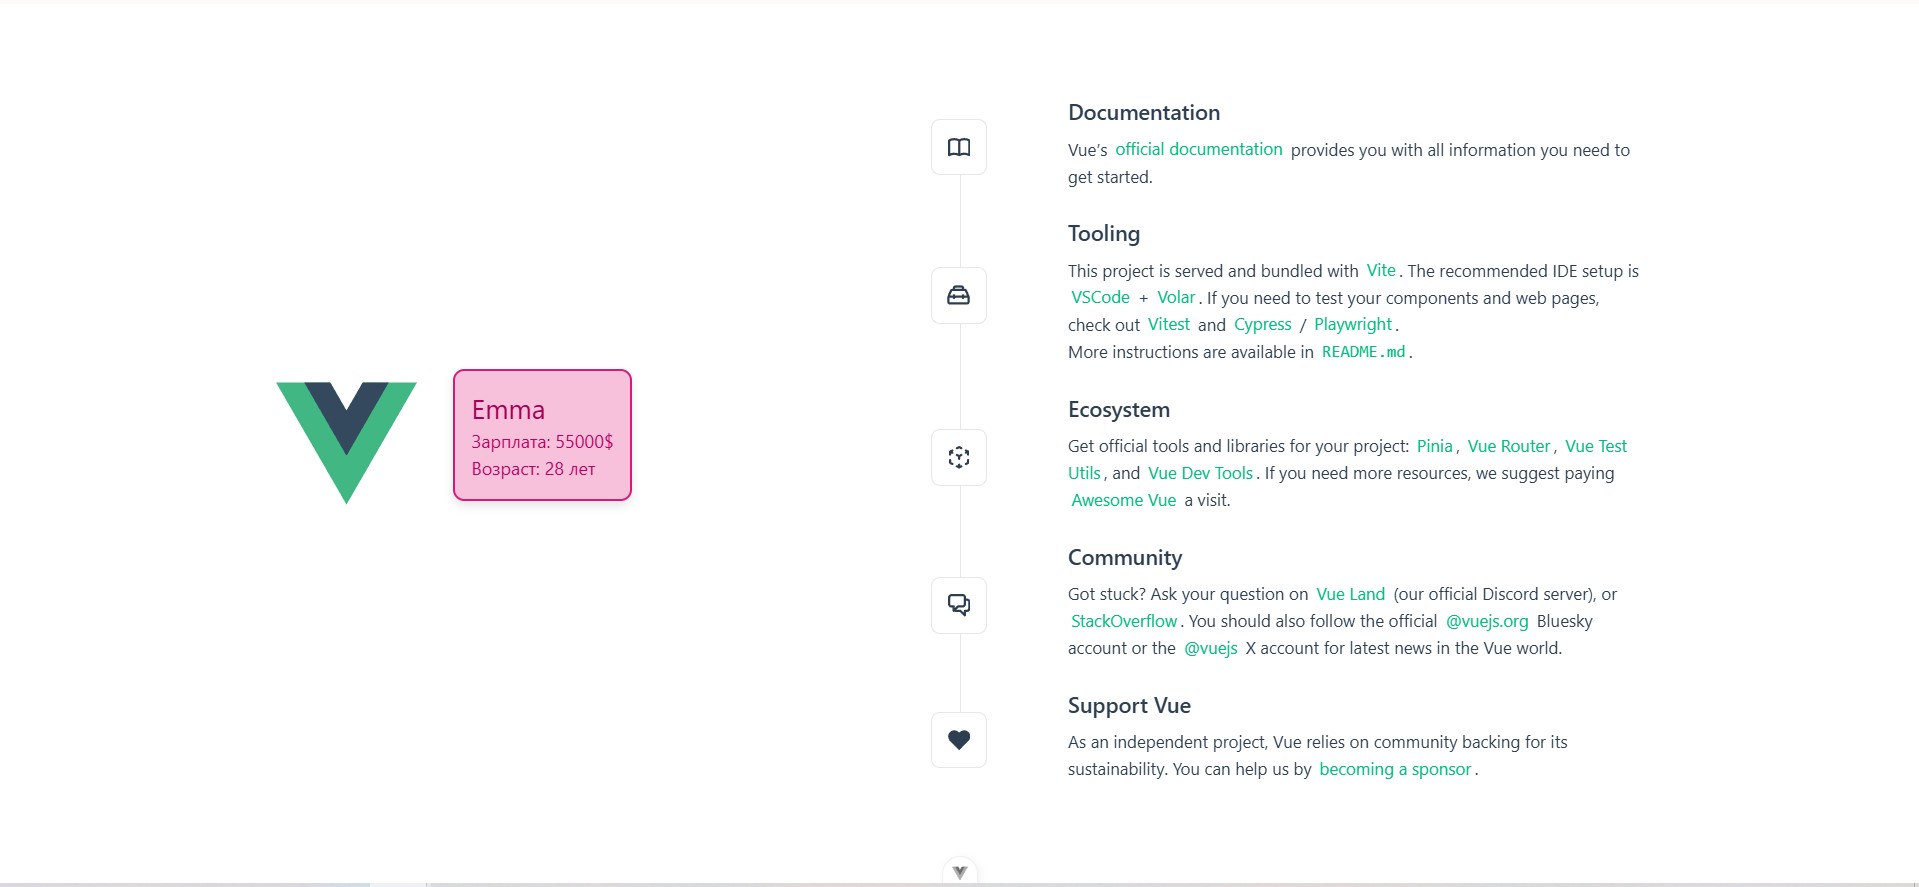 Emma
Зарплата: 55000$
Возраст: 28 лет
Documentation
Vue’s official documentation provides you with all information you need to
get started.
Tooling
This project is served and bundled with Vite. The recommended IDE setup is
VSCode + Volar. If you need to test your components and web pages,
check out Vitest and Cypress / Playwright.
More instructions are available in README.md.
Ecosystem
Get official tools and libraries for your project: Pinia, Vue Router, Vue Test
Utils, and Vue Dev Tools. If you need more resources, we suggest paying
Awesome Vue a visit.
Community
Got stuck? Ask your question on Vue Land (our official Discord server), or
StackOverflow. You should also follow the official @vuejs.org Bluesky
account or the @vuejs X account for latest news in the Vue world.
Support Vue
As an independent project, Vue relies on community backing for its
sustainability. You can help us by becoming a sponsor.